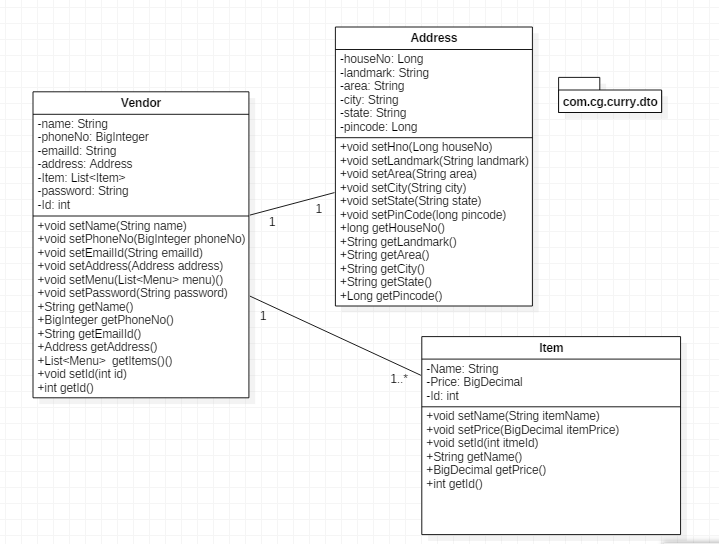 Address
-houseNo: Long
-landmark: String
-area: String
-city: String
-state: String
-pincode: Long
+void setHno(Long houseNo)
+void setLandmark(String landmark)
+void setArea(String area)
+void setCity(String city)
+void setState(String state)
+void setPinCode(long pincode)
+long getHouseNo()
+String getLandmark()
+String getArea()
+String getCity()
+String getState()
+Long getPincode()
com.cg.curry.dto
Vendor
-name: String
-phoneNo: BigInteger
-emailId: String
-address: Address
-Item: List<Item>
-password: String
-Id: int
+void setName(String name)
+void setPhoneNo(BigInteger phoneNo)
+void setEmailId(String emailId)
+void setAddress(Address address)
+void setMenu(List<Menu> menu)()
+void setPassword(String password)
+String getName()
+BigInteger getPhoneNo()
+String getEmailId()
+Address getAddress()
+List<Menu>  getItems()()
+void setId(int id)
+int getId()
1
1
1
1..*
Item
-Name: String
-Price: BigDecimal
-Id: int
+void setName(String itemName)
+void setPrice(BigDecimal itemPrice)
+void setId(int itmeId)
+String getName()
+BigDecimal getPrice()
+int getId()